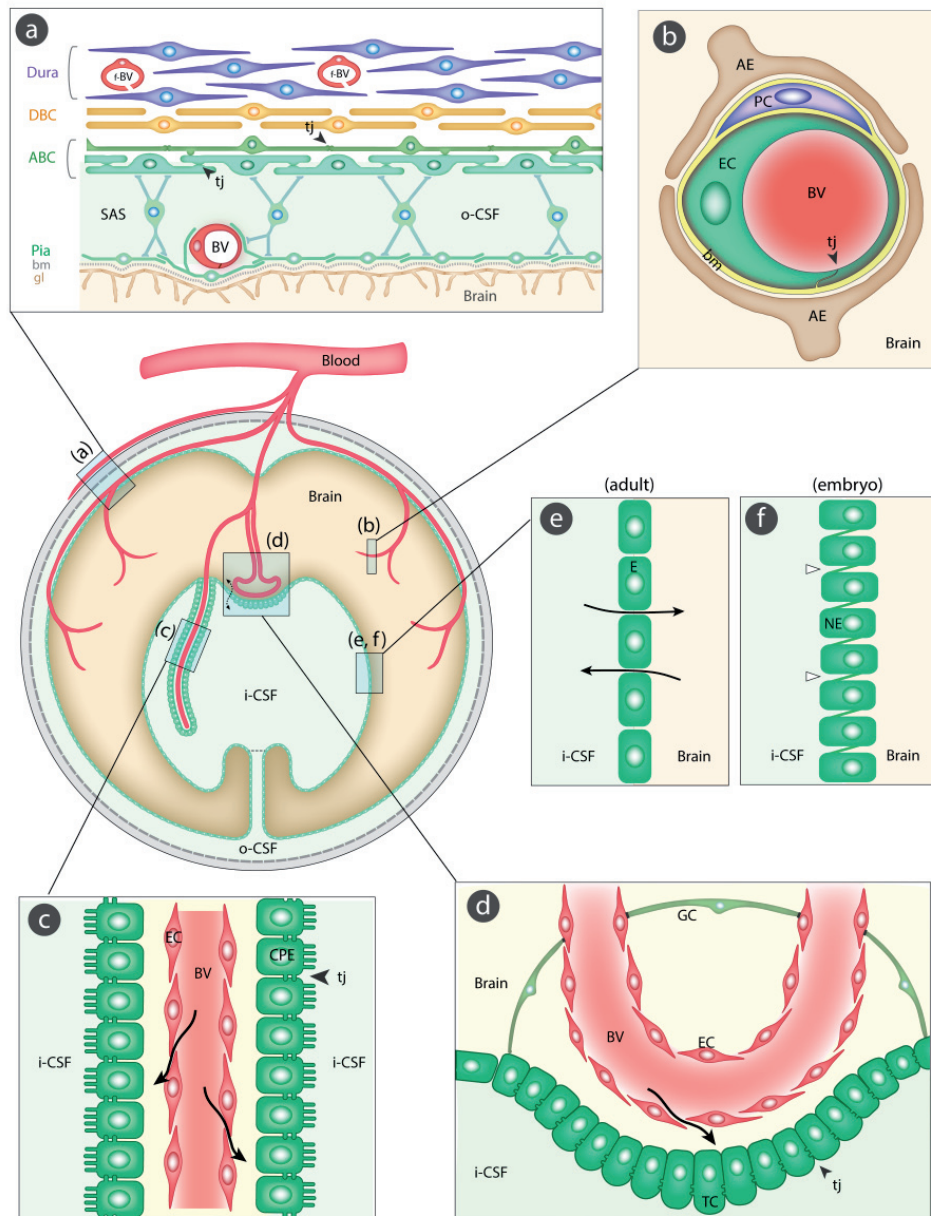 a
Dura
f-BV
f-BV
DBC
tj
ABC
tj
SAS
o-CSF
BV
Pia
bm
gl
Brain
b
AE
PC
EC
BV
tj
bm
AE
Brain
Blood
(a)
Brain
(b)
(d)
(c)
(e, f)
i-CSF
o-CSF
(adult)
e
E
i-CSF
Brain
(embryo)
f
NE
i-CSF
Brain
c
EC
CPE
BV
tj
i-CSF
i-CSF
d
GC
Brain
BV
EC
i-CSF
TC
tj